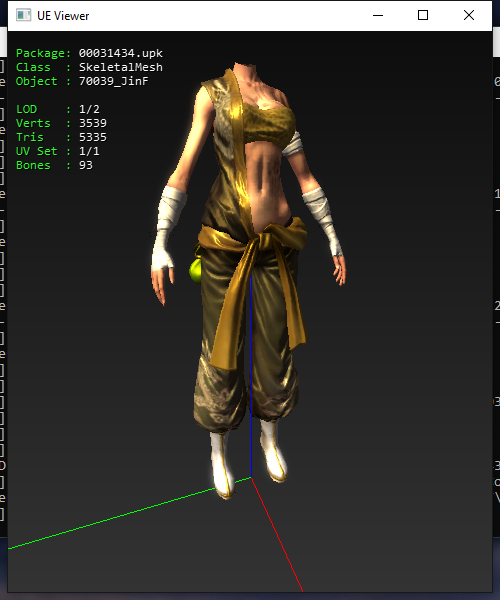 UE Viewer
Package: 00031434.upk
Class : SkeletalMesh
Object : 70039_JinF
LOD : 1/2
Verts : 3539
Tris : 5335
UV Set : 1/1
Bones : 93